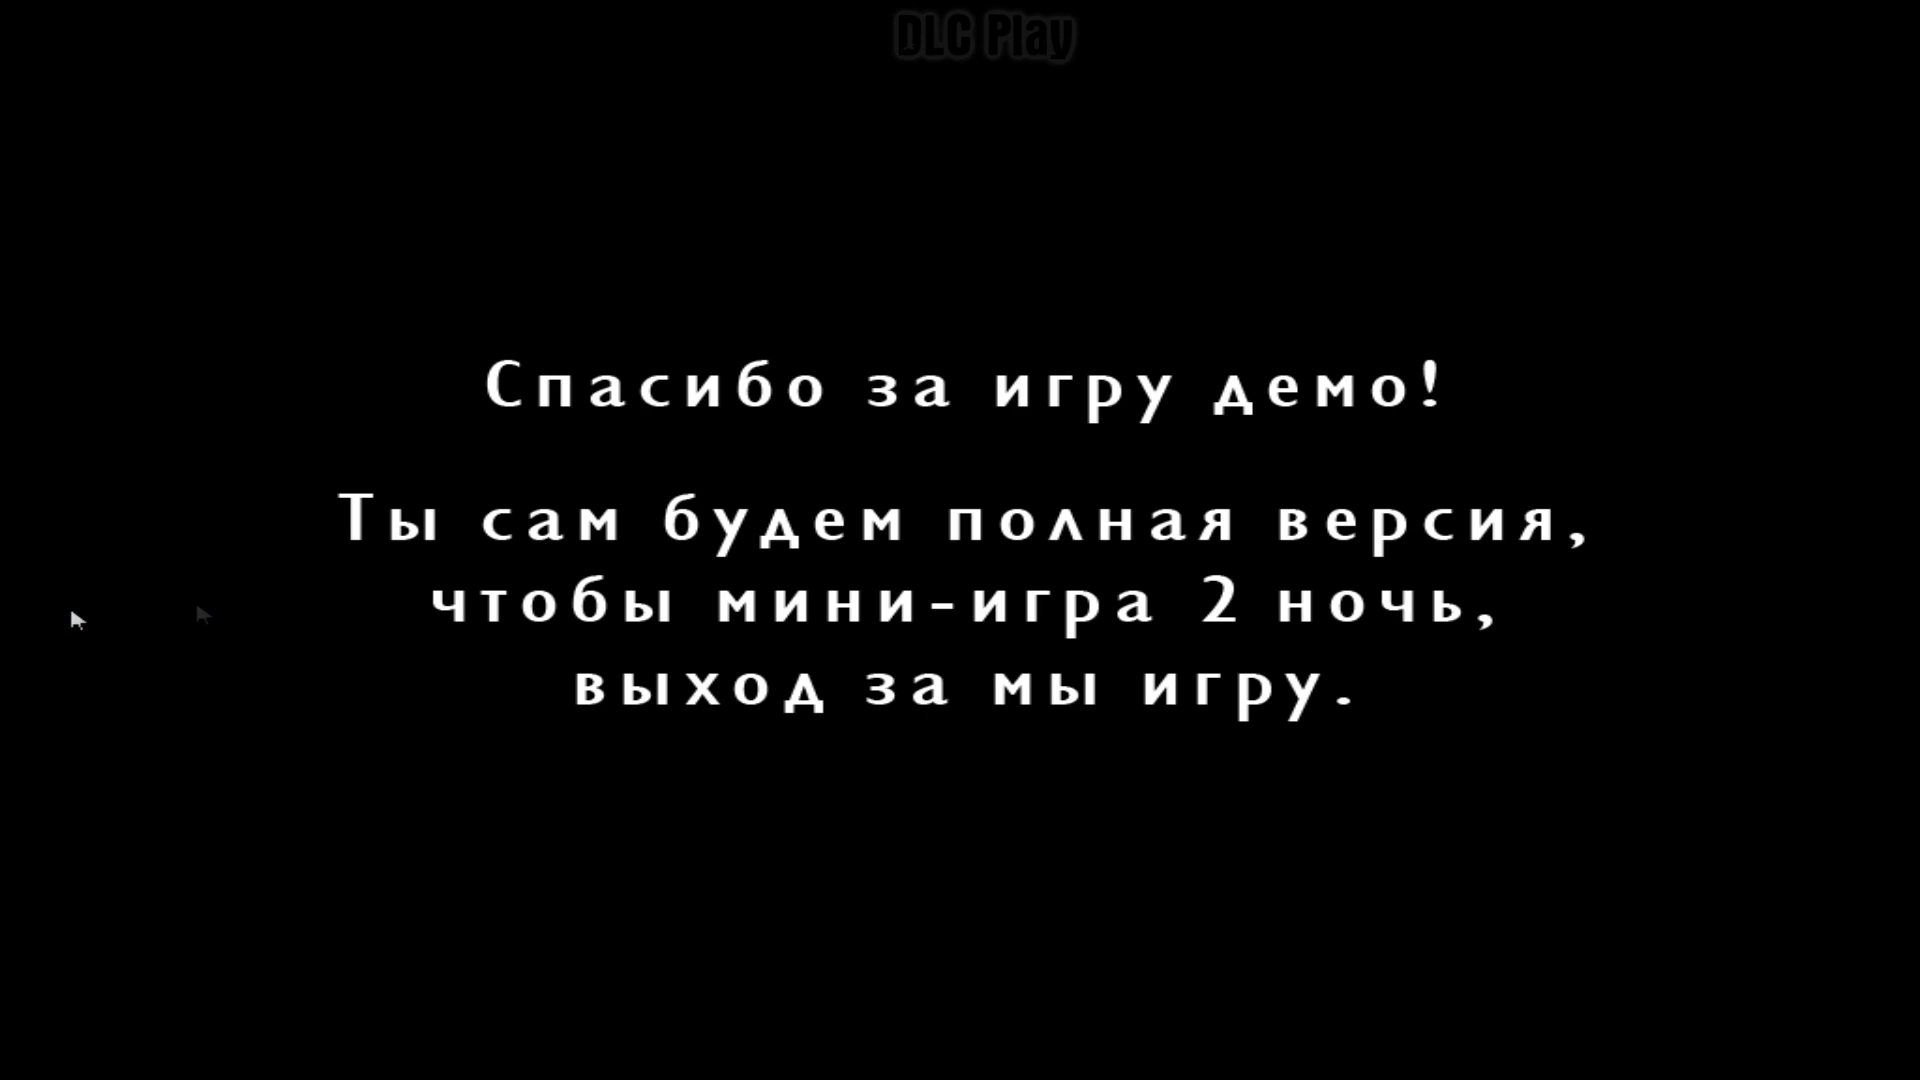 DLC Play
Спасибо за игру демо!
Ты сам будем полная версия,
чтобы мини-игра 2 ночь,
выход за мы игру.